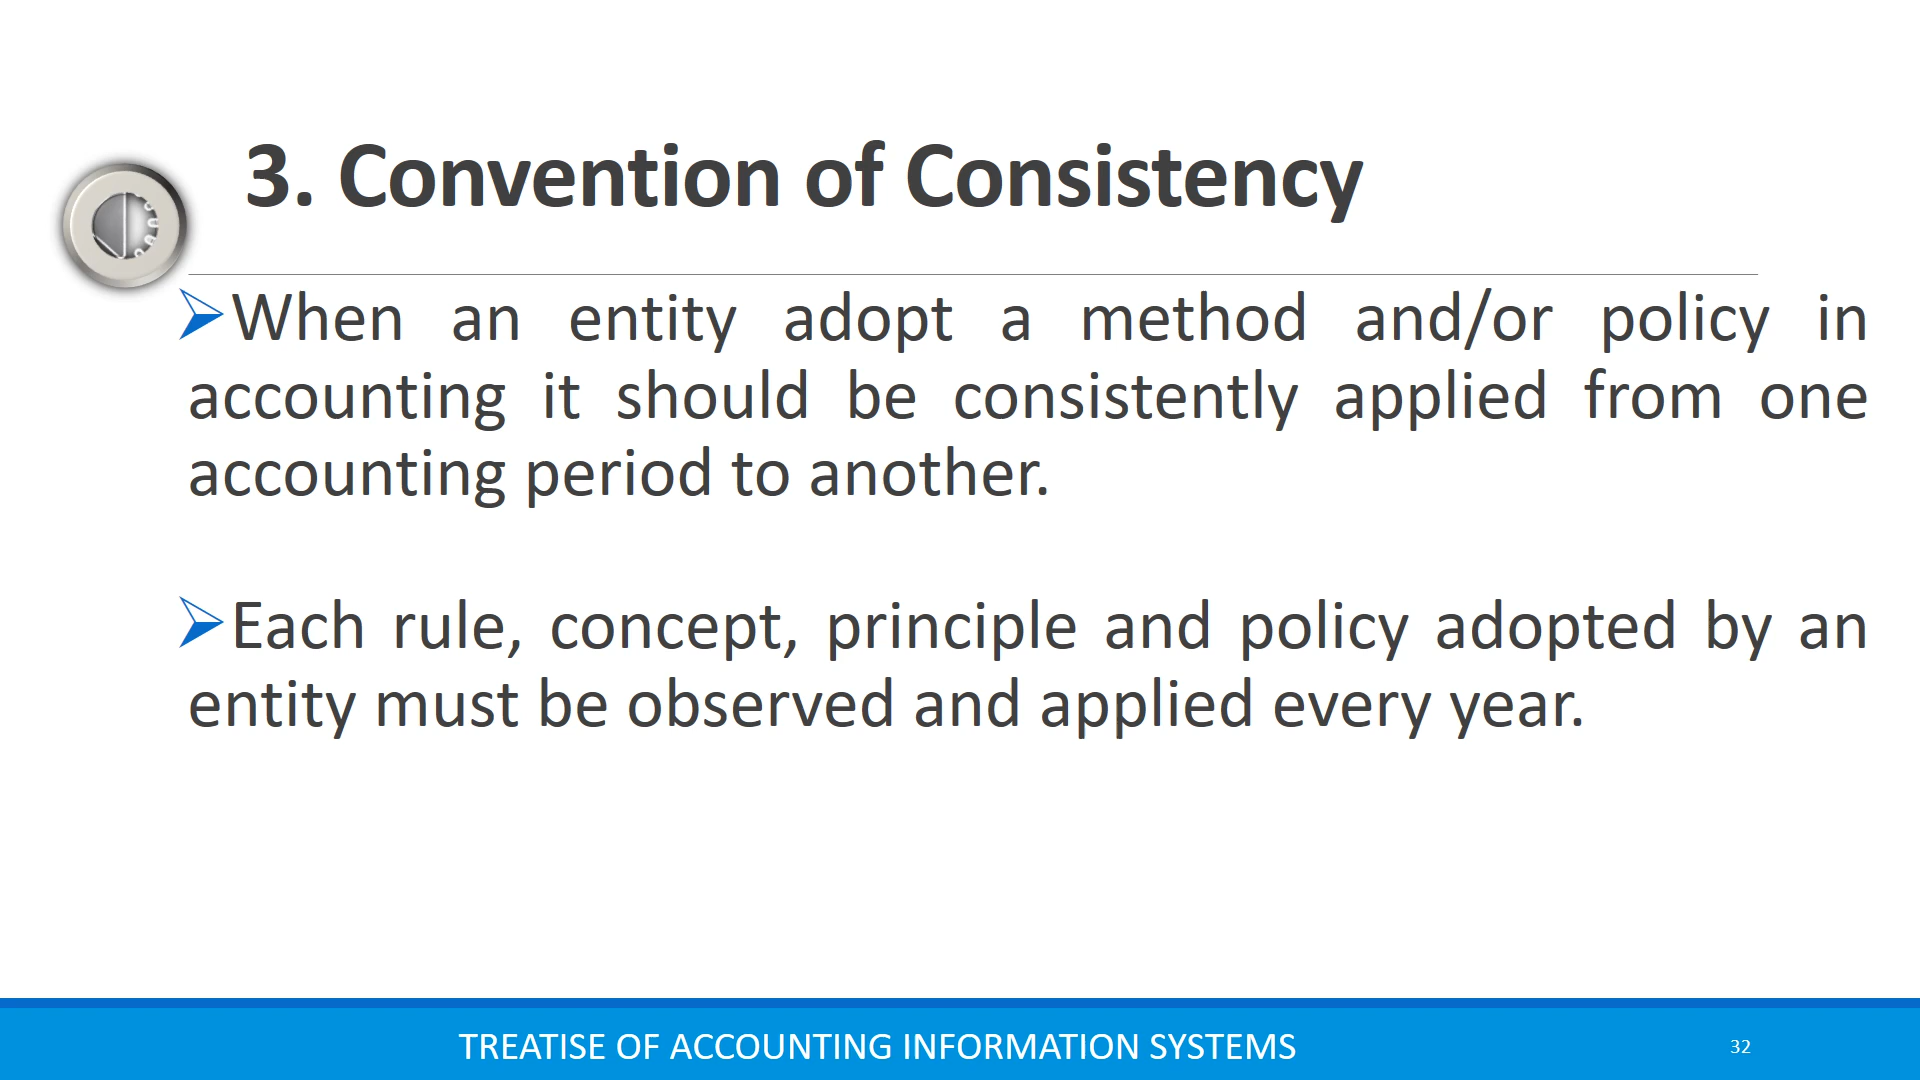 3. Convention of Consistency
➢When an entity adopt a method and/or policy in
accounting it should be consistently applied from one
accounting period to another.
➢Each rule, concept, principle and policy adopted by an
entity must be observed and applied every year.
TREATISE OF ACCOUNTING INFORMATION SYSTEMS
32